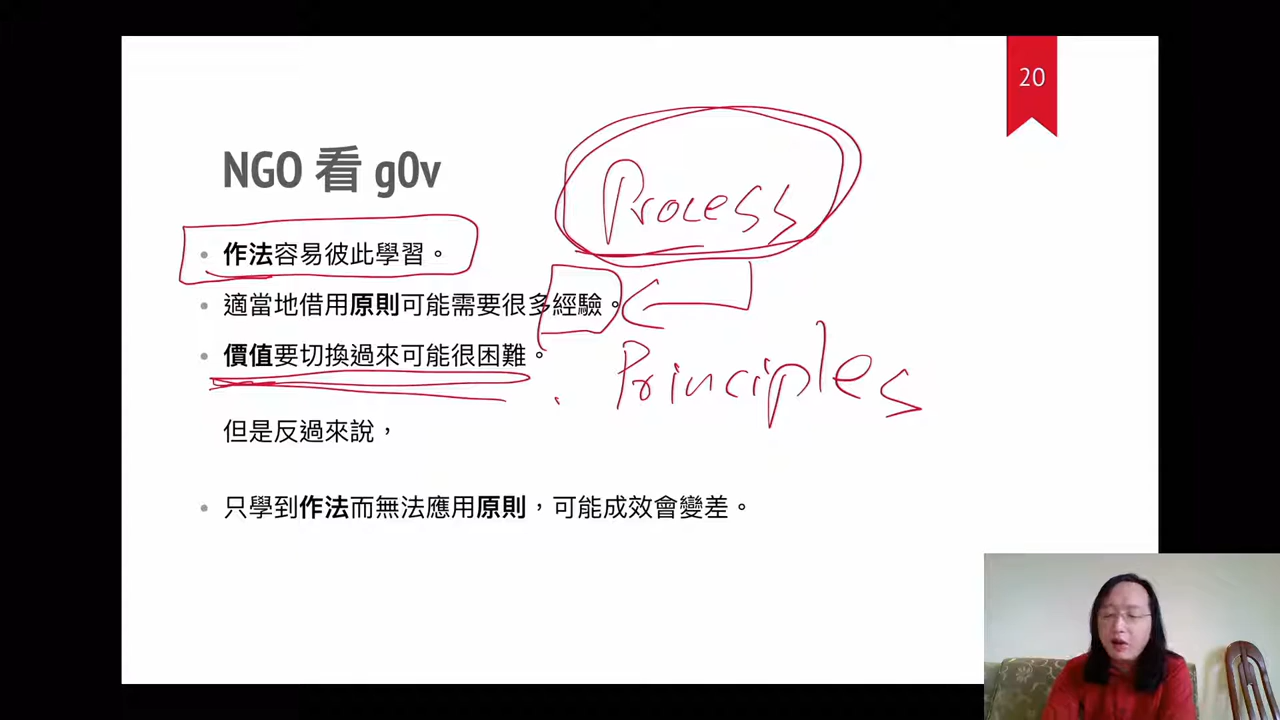 20
NGO 看 g0v
Process
作法容易彼此學習。
適當地借用原則可能需要很多經驗。
價值要切換過來可能很困難。
Principles
但是反過來說，
只學到作法而無法應用原則，可能成效會變差。